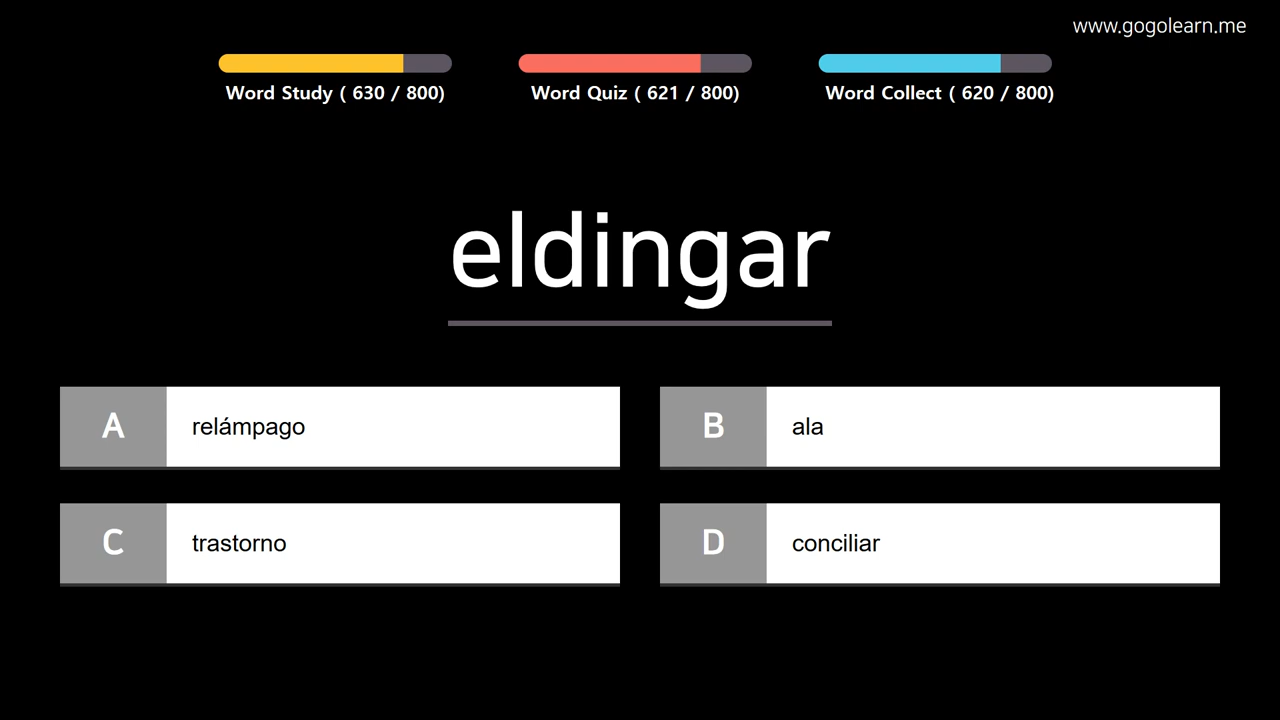 www.gogolearn.me
Word Study ( 630 / 800)
Word Quiz ( 621 / 800)
Word Collect ( 620 / 800)
eldingar
A relámpago
B ala
C trastorno
D conciliar